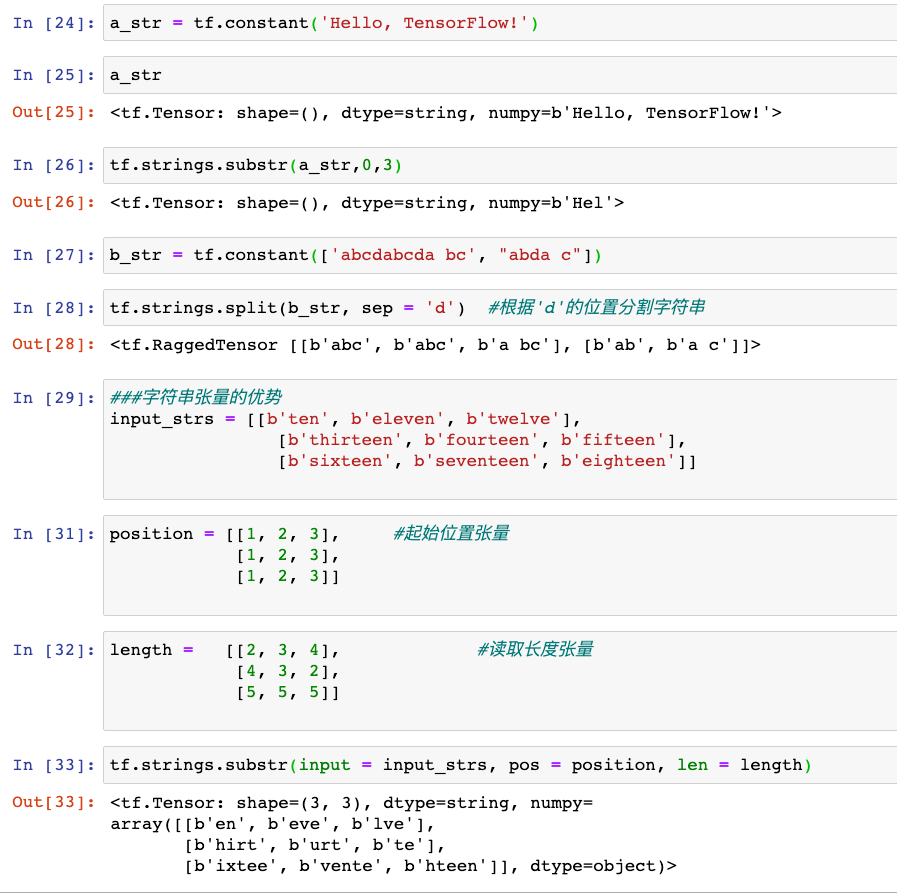 In [24]: a_str = tf.constant('Hello, TensorFlow!')
In [25]: a_str
Out[25]: <tf.Tensor: shape=(), dtype=string, numpy=b'Hello, TensorFlow!'>
In [26]: tf.strings.substr(a_str,0,3)
Out[26]: <tf.Tensor: shape=(), dtype=string, numpy=b'Hel'>
In [27]: b_str = tf.constant(['abcdabcda bc', "abda c"])
In [28]: tf.strings.split(b_str, sep = 'd')  #根据'd'的位置分割字符串
Out[28]: <tf.RaggedTensor [[b'abc', b'abc', b'a bc'], [b'ab', b'a c']]>
In [29]: ###字符串张量的优势
input_strs = [[b'ten', b'eleven', b'twelve'],
[b'thirteen', b'fourteen', b'fifteen'],
[b'sixteen', b'seventeen', b'eighteen']]
In [31]: position = [[1, 2, 3],     #起始位置张量
[1, 2, 3],
[1, 2, 3]]
In [32]: length =   [[2, 3, 4],             #读取长度张量
[4, 3, 2],
[5, 5, 5]]
In [33]: tf.strings.substr(input = input_strs, pos = position, len = length)
Out[33]: <tf.Tensor: shape=(3, 3), dtype=string, numpy=
array([[b'en', b'eve', b'lve'],
[b'hirt', b'urt', b'te'],
[b'ixtee', b'vente', b'hteen']], dtype=object)>